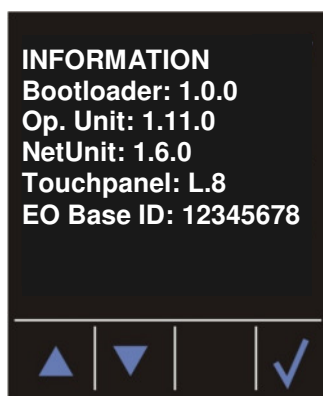 INFORMATION
Bootloader: 1.0.0
Op. Unit: 1.11.0
NetUnit: 1.6.0
Touchpanel: L.8
EO Base ID: 12345678